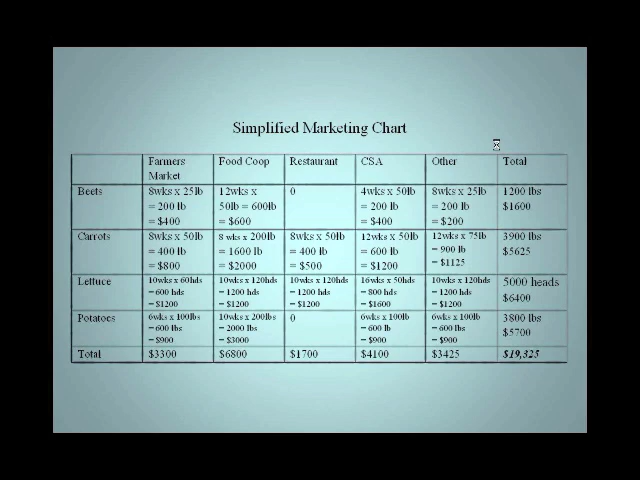 Simplified Marketing Chart
Farmers Market	Food Coop	Restaurant	CSA	Other	Total
Beets	8wks x 25lb = 200 lb = $400	12wks x 50lb = 600lb = $600	0	4wks x 50lb = 200 lb = $400	8wks x 25lb = 200 lb = $200	1200 lbs $1600
Carrots	8wks x 50lb = 400 lb = $800	8 wks x 200lb = 1600 lb = $2000	8wks x 50lb = 400 lb = $500	12wks x 50lb = 600 lb = $1200	12wks x 75lb = 900 lb = $1125	3900 lbs $5625
Lettuce	10wks x 60hds = 600 hds = $1200	10wks x 120hds = 1200 hds = $1200	10wks x 120hds = 1200 hds = $1200	16wks x 50hds = 800 hds = $1600	10wks x 120hds = 1200 hds = $1200	5000 heads $6400
Potatoes	6wks x 100lbs = 600 lbs = $900	10wks x 200lbs = 2000 lbs = $3000	0	6wks x 100lb = 600 lb = $900	6wks x 100lb = 600 lbs = $900	3800 lbs $5700
Total	$3300	$6800	$1700	$4100	$3425	$19,325